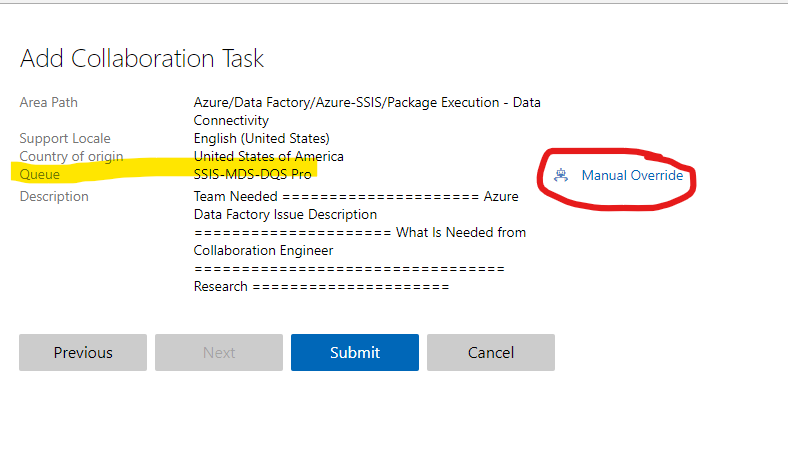 Add Collaboration Task
Area Path Azure/Data Factory/Azure-SSIS/Package Execution - Data
Connectivity
Support Locale English (United States)
Country of origin United States of America
Queue SSIS-MDS-DQS Pro Manual Override
Description Team Needed ===================== Azure
Data Factory Issue Description
===================== What Is Needed from
Collaboration Engineer
=================================
Research =====================
Previous Next Submit Cancel